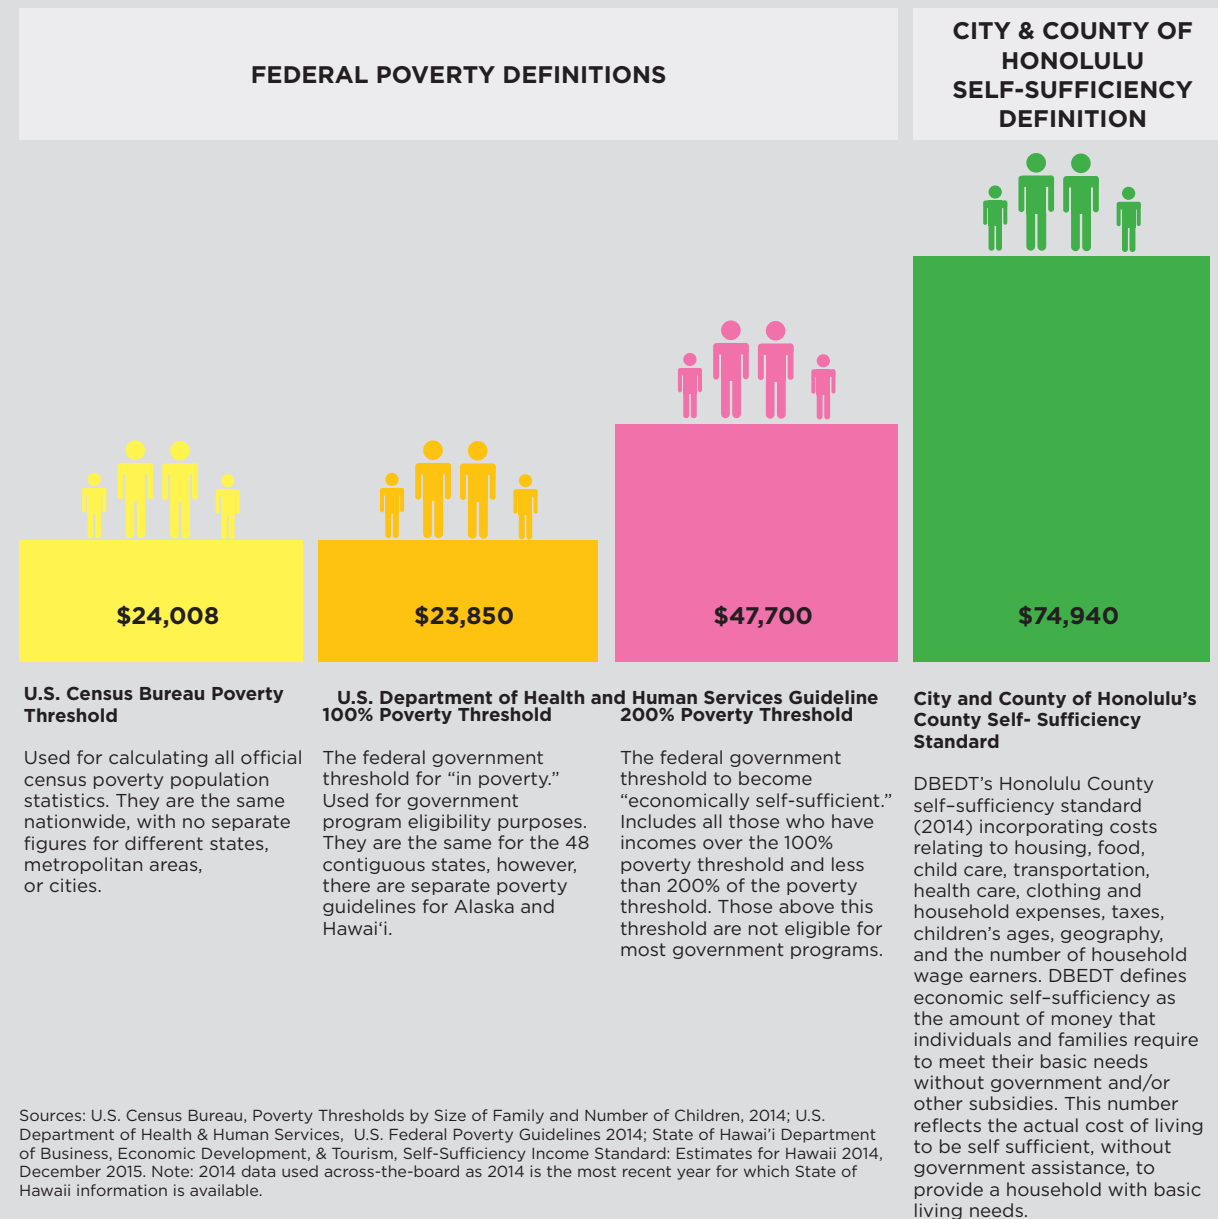 FEDERAL POVERTY DEFINITIONS
CITY & COUNTY OF
HONOLULU
SELF-SUFFICIENCY
DEFINITION
$24,008
$23,850
$47,700
$74,940
U.S. Census Bureau Poverty
Threshold
Used for calculating all official
census poverty population
statistics. They are the same
nationwide, with no separate
figures for different states,
metropolitan areas,
or cities.
U.S. Department of Health and Human Services Guideline
100% Poverty Threshold
The federal government
threshold for “in poverty.”
Used for government
program eligibility purposes.
They are the same for the 48
contiguous states, however,
there are separate poverty
guidelines for Alaska and
Hawai‘i.
200% Poverty Threshold
The federal government
threshold to become
“economically self-sufficient.”
Includes all those who have
incomes over the 100%
poverty threshold and less
than 200% of the poverty
threshold. Those above this
threshold are not eligible for
most government programs.
City and County of Honolulu’s
County Self- Sufficiency
Standard
DBEDT’s Honolulu County
self–sufficiency standard
(2014) incorporating costs
relating to housing, food,
child care, transportation,
health care, clothing and
household expenses, taxes,
children’s ages, geography,
and the number of household
wage earners. DBEDT defines
economic self–sufficiency as
the amount of money that
individuals and families require
to meet their basic needs
without government and/or
other subsidies. This number
reflects the actual cost of living
to be self sufficient, without
government assistance, to
provide a household with basic
living needs.
Sources: U.S. Census Bureau, Poverty Thresholds by Size of Family and Number of Children, 2014; U.S.
Department of Health & Human Services, U.S. Federal Poverty Guidelines 2014; State of Hawai’i Department
of Business, Economic Development, & Tourism, Self-Sufficiency Income Standard: Estimates for Hawaii 2014,
December 2015. Note: 2014 data used across-the-board as 2014 is the most recent year for which State of
Hawaii information is available.